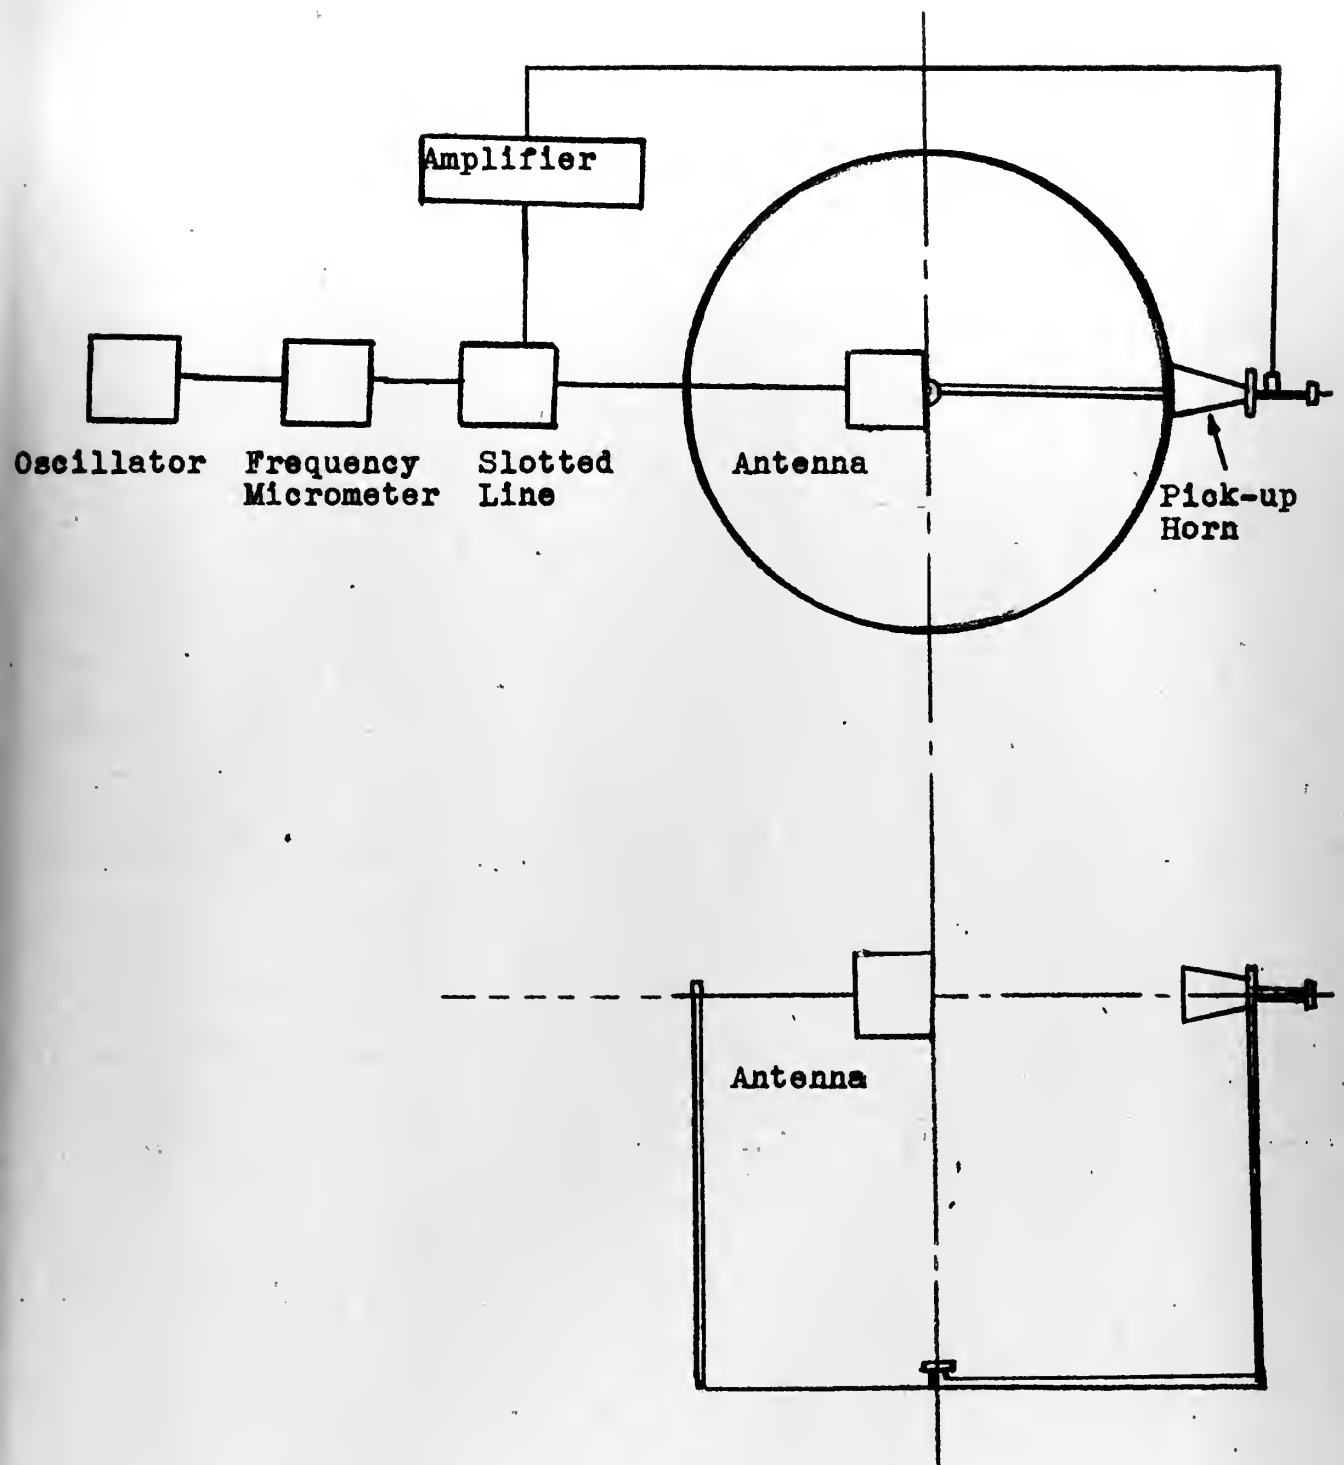 Amplifier
Oscillator
Frequency
Micrometer
Slotted
Line
Antenna
Pick-up
Horn
Antenna